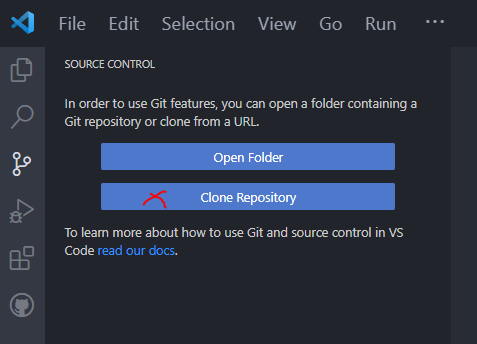 File Edit Selection View Go Run ...
SOURCE CONTROL
In order to use Git features, you can open a folder containing a
Git repository or clone from a URL.
Open Folder
Clone Repository
To learn more about how to use Git and source control in VS
Code read our docs.